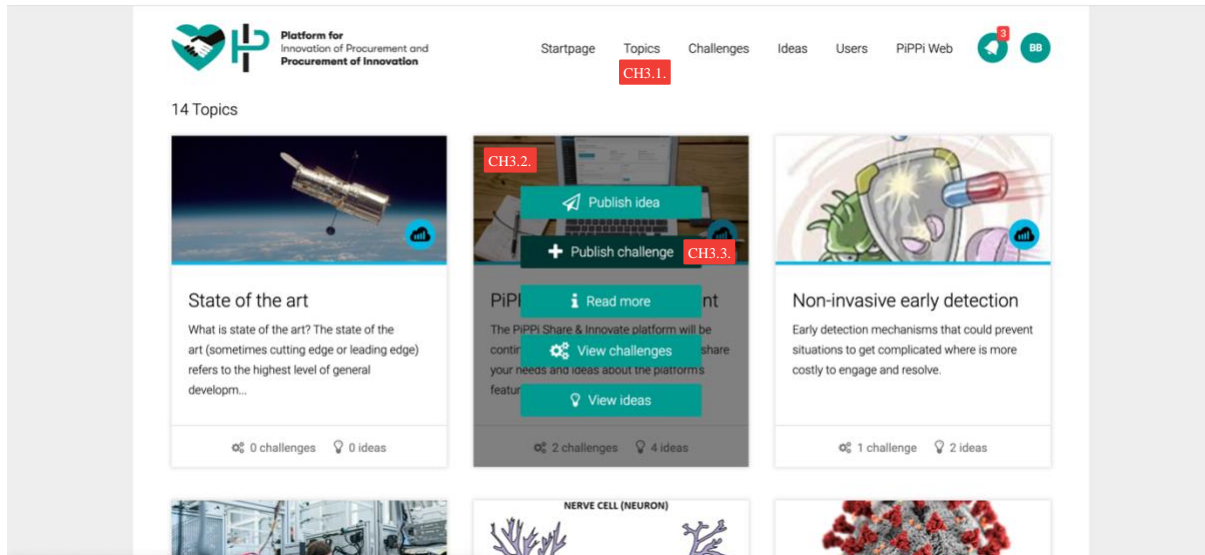 Platform for
Innovation of Procurement and
Procurement of Innovation
Startpage Topics Challenges Ideas Users PiPPi Web 3 BB
CH3.1.
14 Topics
CH3.2.
Publish idea
Publish challenge CH3.3.
Read more
View challenges
View ideas
State of the art
What is state of the art? The state of the
art (sometimes cutting edge or leading edge)
refers to the highest level of general
developm...
0 challenges 0 ideas
PiPP nt
The PiPPi Share & Innovate platform will be
contin share
your needs and ideas about the platform's
featur
2 challenges 4 ideas
Non-invasive early detection
Early detection mechanisms that could prevent
situations to get complicated where is more
costly to engage and resolve.
1 challenge 2 ideas
NERVE CELL (NEURON)